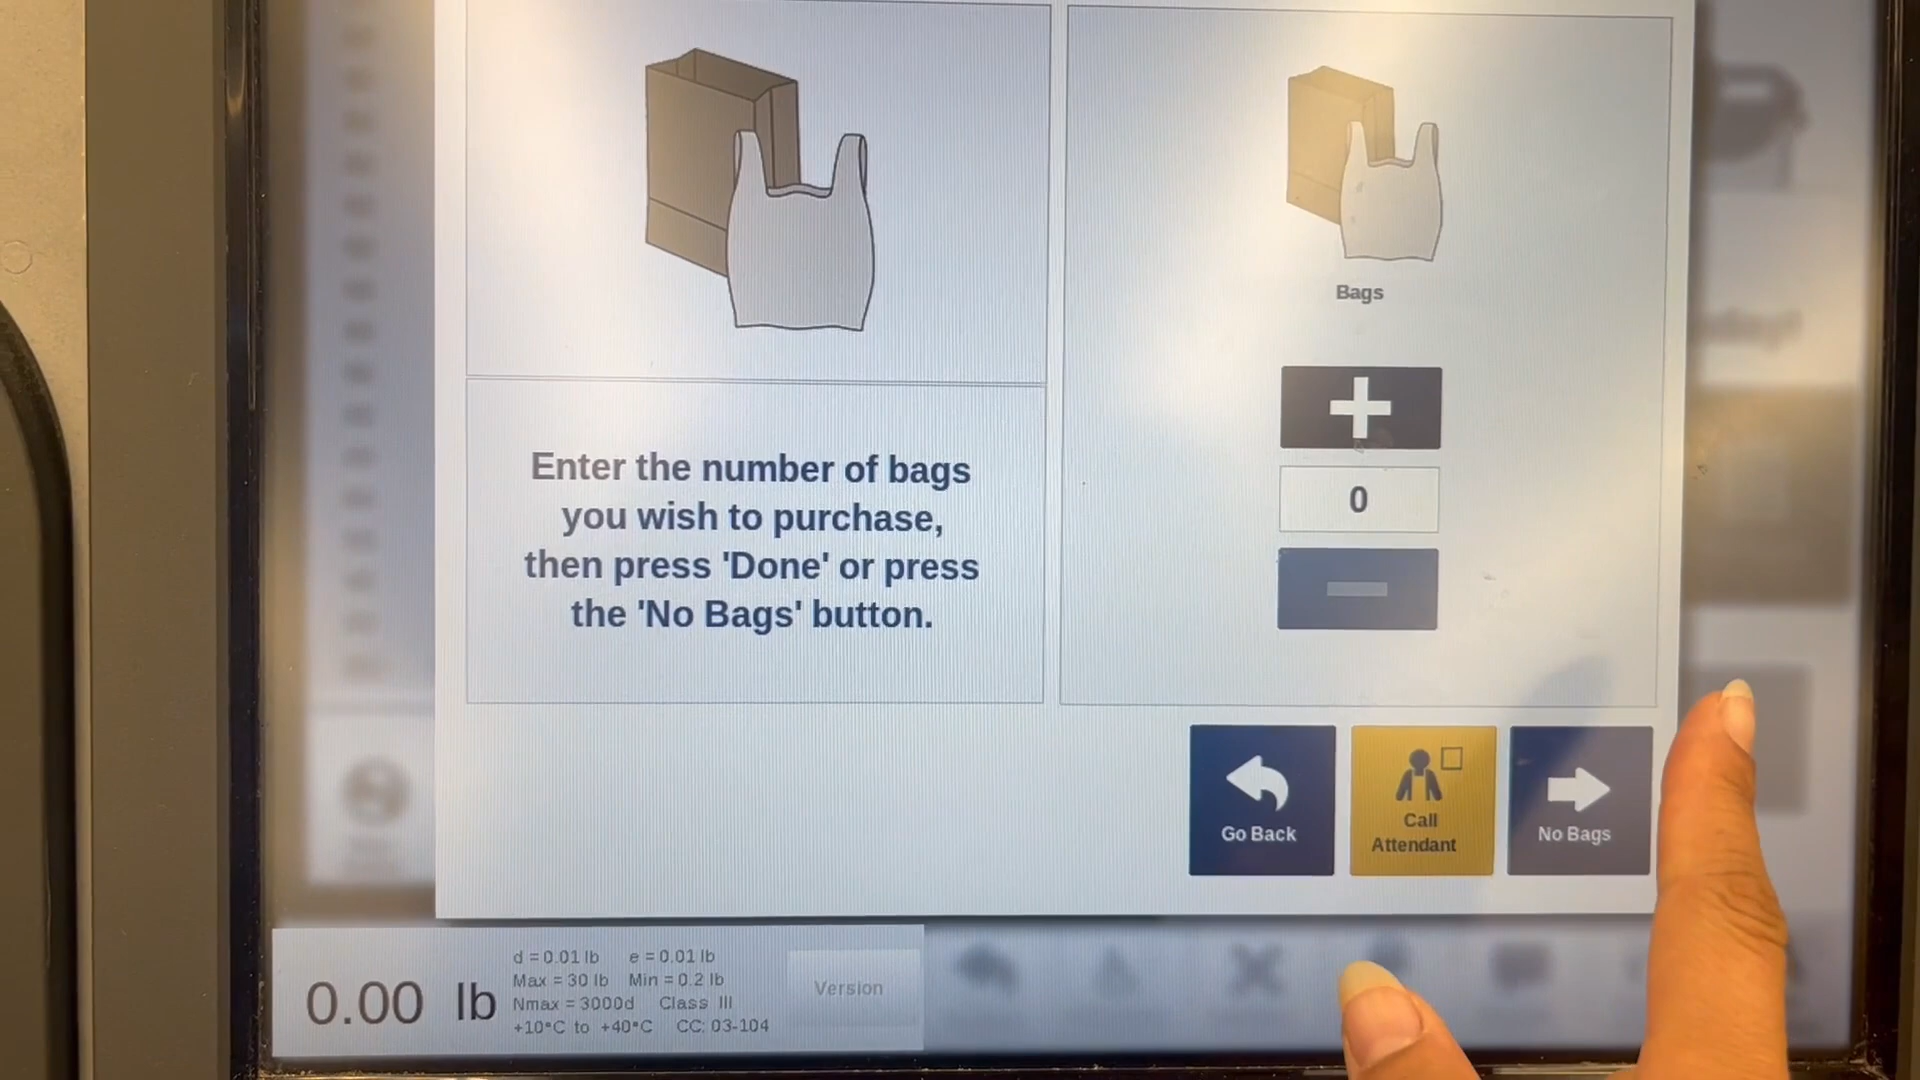 Bags
0
Enter the number of bags
you wish to purchase,
then press 'Done' or press
the 'No Bags' button.
Go Back
Call
Attendant
No Bags
0.00 lb
d = 0.01 lb e = 0.01 lb
Max = 30 lb Min = 0.2 lb
Nmax = 3000d Class III
+10°C to +40°C CC: 03-104
Version